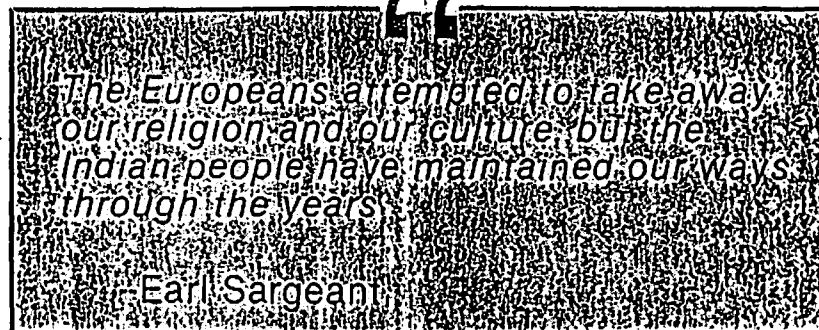 “
The Europeans attempted to take away
our religion and our culture, but the
Indian people have maintained our ways
through the years.
—Earl Sargeant